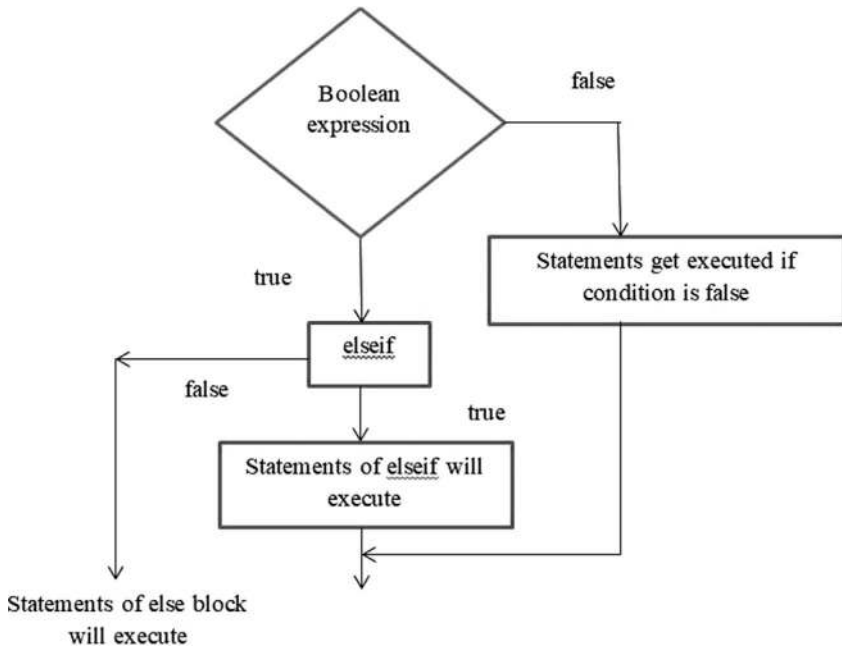 Boolean
expression
false
true
Statements get executed if
condition is false
elseif
false
true
Statements of elseif will
execute
Statements of else block
will execute